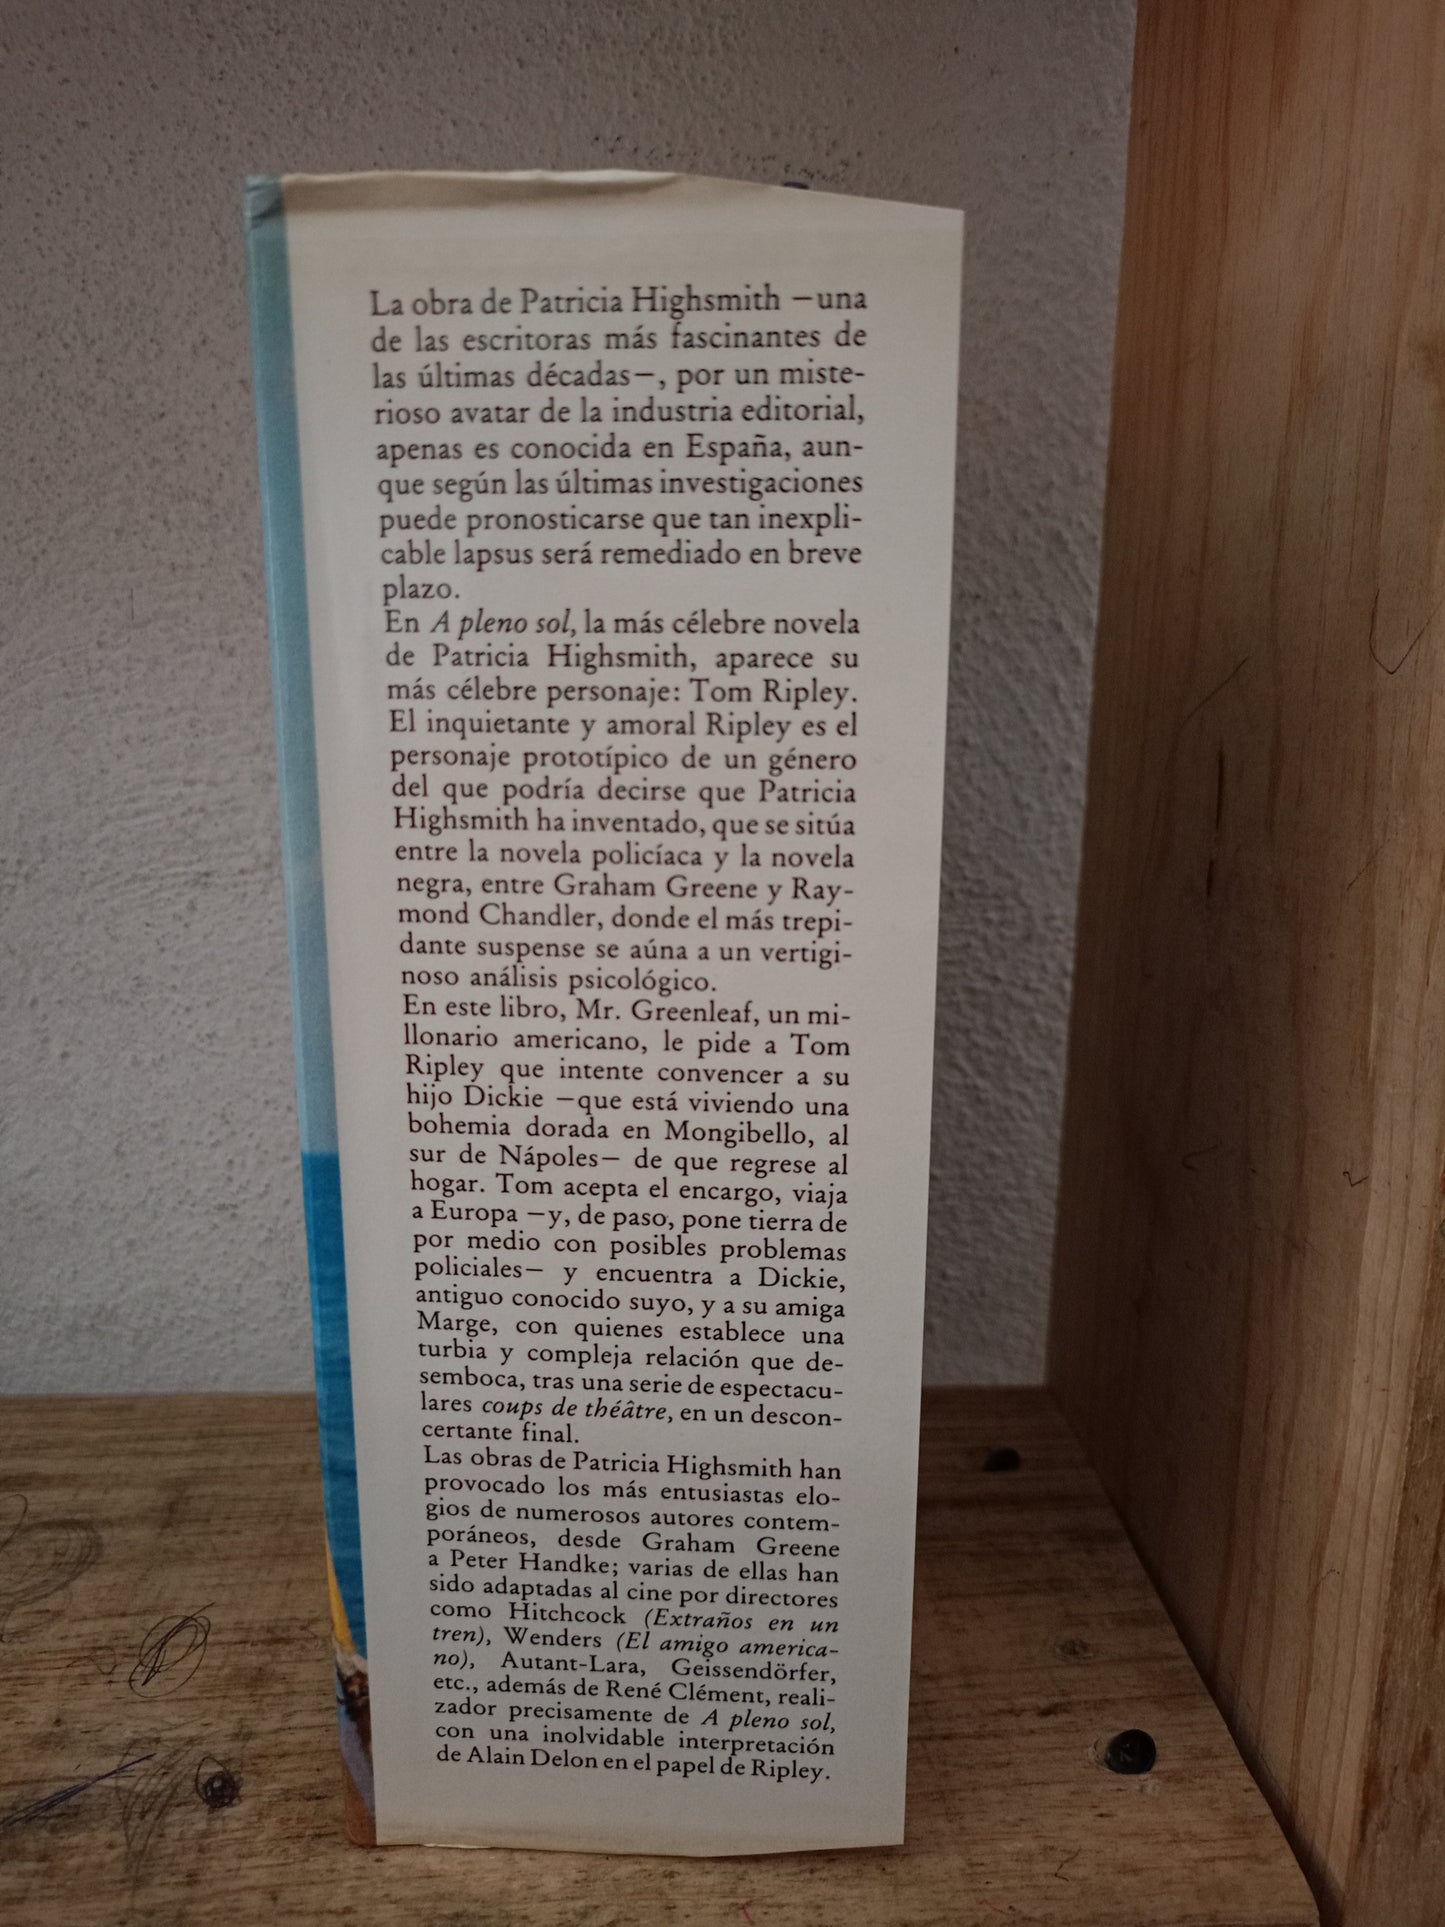 La obra de Patricia Highsmith —una
de las escritoras más fascinantes de
las últimas décadas—, por un miste-
rioso avatar de la industria editorial,
apenas es conocida en España, aun-
que según las últimas investigaciones
puede pronosticarse que tan inexpli-
cable lapsus será remediado en breve
plazo.
En A pleno sol, la más célebre novela
de Patricia Highsmith, aparece su
más célebre personaje: Tom Ripley.
El inquietante y amoral Ripley es el
personaje prototípico de un género
del que podría decirse que Patricia
Highsmith ha inventado, que se sitúa
entre la novela policíaca y la novela
negra, entre Graham Greene y Ray-
mond Chandler, donde el más trepi-
dante suspense se aúna a un vertigi-
noso análisis psicológico.
En este libro, Mr. Greenleaf, un mi-
llonario americano, le pide a Tom
Ripley que intente convencer a su
hijo Dickie —que está viviendo una
bohemia dorada en Mongibello, al
sur de Nápoles— de que regrese al
hogar. Tom acepta el encargo, viaja
a Europa —y, de paso, pone tierra de
por medio con posibles problemas
policiales— y encuentra a Dickie,
antiguo conocido suyo, y a su amiga
Marge, con quienes establece una
turbia y compleja relación que de-
semboca, tras una serie de espectacu-
lares coups de théâtre, en un descon-
certante final.
Las obras de Patricia Highsmith han
provocado los más entusiastas elo-
gios de numerosos autores contem-
poráneos, desde Graham Greene
a Peter Handke; varias de ellas han
sido adaptadas al cine por directores
como Hitchcock (Extraños en un
tren), Wenders (El amigo america-
no), Autant-Lara, Geissendörfer,
etc., además de René Clément, reali-
zador precisamente de A pleno sol,
con una inolvidable interpretación
de Alain Delon en el papel de Ripley.